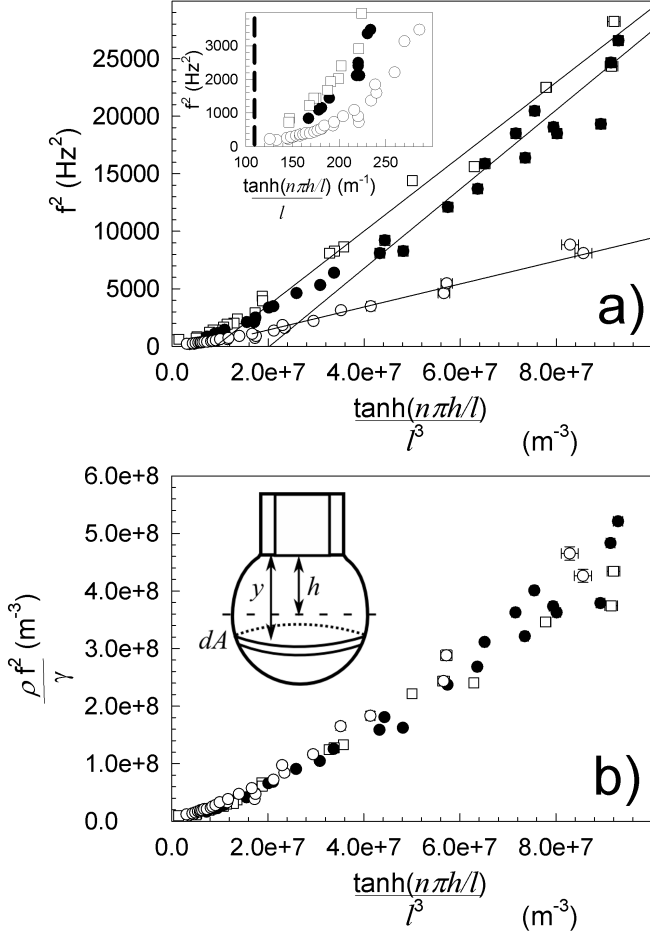 a)
f² (Hz²)
25000
20000
15000
10000
5000
0
0.0 2.0e+7 4.0e+7 6.0e+7 8.0e+7
tanh(nπh/l)
l³ (m⁻³)
f² (Hz²)
3000
2000
1000
0
100 150 200 250
tanh(nπh/l) (m⁻¹)
l
b)
ρ f² (m⁻³)
γ
6.0e+8
5.0e+8
4.0e+8
3.0e+8
2.0e+8
1.0e+8
0.0
y h
dA
0.0 2.0e+7 4.0e+7 6.0e+7 8.0e+7
tanh(nπh/l)
l³ (m⁻³)